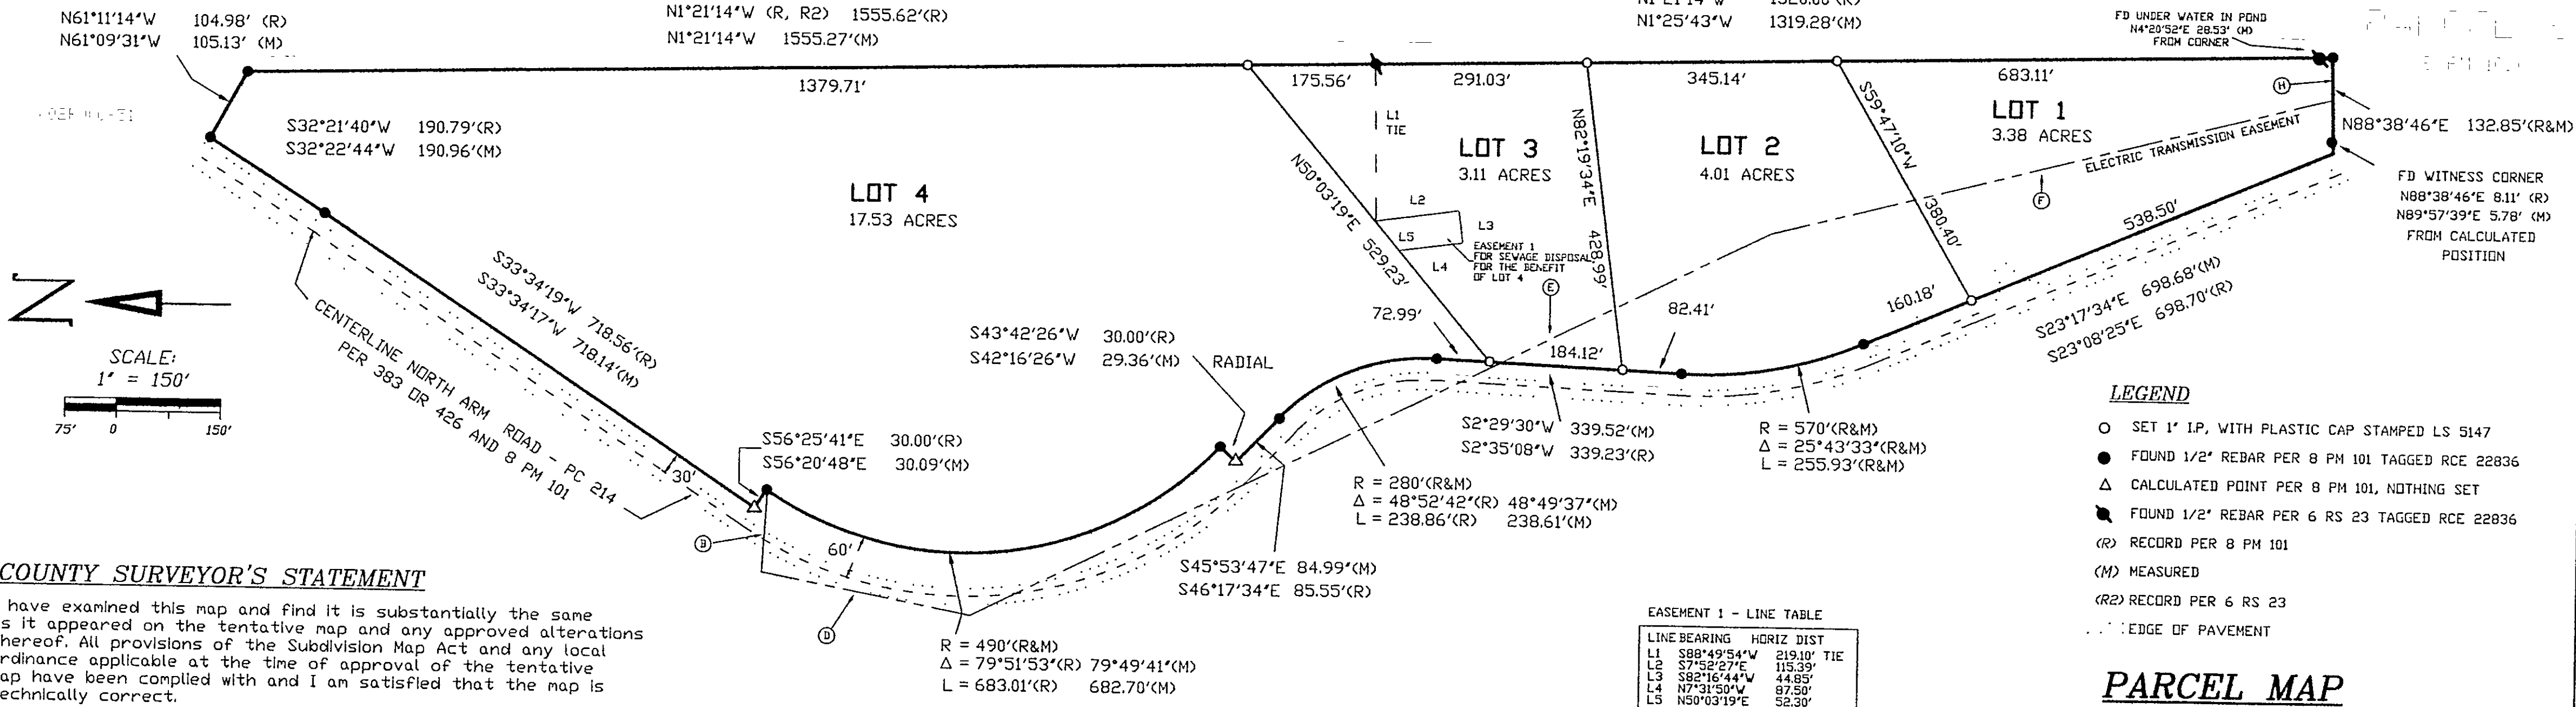 N61°11'14"W 104.98' (R)
N61°09'31"W 105.13' (M)
N1°21'14"W (R, R2) 1555.62'(R)
N1°21'14"W 1555.27'(M)
N1°25'43"W 1319.28'(M)
FD UNDER WATER IN POND
N4°20'52"E 28.53' (M)
FROM CORNER
1379.71'
175.56'
291.03'
345.14'
683.11'
H
S32°21'40"W 190.79'(R)
S32°22'44"W 190.96'(M)
L1
TIE
LOT 1
3.38 ACRES
N88°38'46"E 132.85'(R&M)
ELECTRIC TRANSMISSION EASEMENT
S59°47'10"W 380.40'
LOT 2
4.01 ACRES
N82°19'34"E 428.99'
LOT 3
3.11 ACRES
N50°03'19"E 529.23'
LOT 4
17.53 ACRES
F
FD WITNESS CORNER
N88°38'46"E 8.11' (R)
N89°57'39"E 5.78' (M)
FROM CALCULATED
POSITION
L2
L3
L5
L4
EASEMENT 1
FOR SEWAGE DISPOSAL
FOR THE BENEFIT
OF LOT 4
E
538.50'
S33°34'19"W 718.56'(R)
S33°34'17"W 718.14'(M)
CENTERLINE NORTH ARM ROAD - PC 214
PER 383 OR 426 AND 8 PM 101
N
SCALE:
1" = 150'
75' 0 150'
72.99'
82.41'
160.18'
184.12'
S23°17'34"E 698.68'(M)
S23°08'25"E 698.70'(R)
S43°42'26"W 30.00'(R)
S42°16'26"W 29.36'(M) RADIAL
30'
S56°25'41"E 30.00'(R)
S56°20'48"E 30.09'(M)
S2°29'30"W 339.52'(M)
S2°35'08"W 339.23'(R)
R = 570'(R&M)
Δ = 25°43'33"(R&M)
L = 255.93'(R&M)
R = 280'(R&M)
Δ = 48°52'42"(R) 48°49'37"(M)
L = 238.86'(R) 238.61'(M)
B
60'
S45°53'47"E 84.99'(M)
S46°17'34"E 85.55'(R)
D
R = 490'(R&M)
Δ = 79°51'53"(R) 79°49'41"(M)
L = 683.01'(R) 682.70'(M)
LEGEND
SET 1" I.P. WITH PLASTIC CAP STAMPED LS 5147
FOUND 1/2" REBAR PER 8 PM 101 TAGGED RCE 22836
CALCULATED POINT PER 8 PM 101, NOTHING SET
FOUND 1/2" REBAR PER 6 RS 23 TAGGED RCE 22836
(R) RECORD PER 8 PM 101
(M) MEASURED
(R2) RECORD PER 6 RS 23
EDGE OF PAVEMENT
COUNTY SURVEYOR'S STATEMENT
have examined this map and find it is substantially the same
s it appeared on the tentative map and any approved alterations
hereof. All provisions of the Subdivision Map Act and any local
rdinance applicable at the time of approval of the tentative
ap have been complied with and I am satisfied that the map is
echnically correct.
EASEMENT 1 - LINE TABLE
LINE BEARING HORIZ DIST
L1 S88°49'54"W 219.10' TIE
L2 S7°52'27"E 115.39'
L3 S82°16'44"W 44.85'
L4 N7°31'50"W 87.50'
L5 N50°03'19"E 52.30'
PARCEL MAP